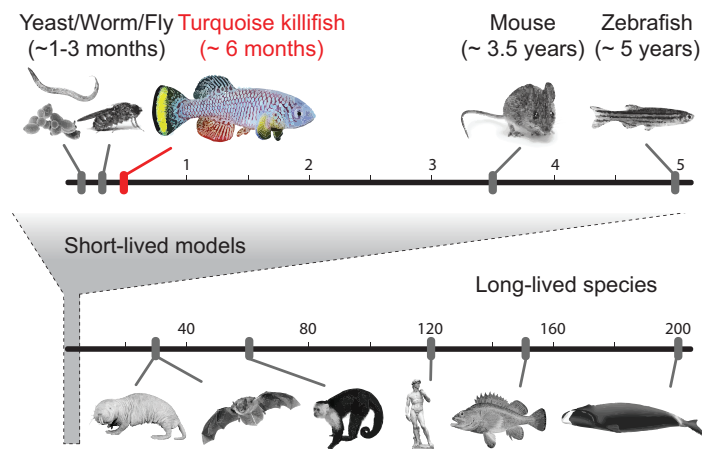 Yeast/Worm/Fly
(~1-3 months)
Turquoise killifish
(~ 6 months)
Mouse
(~ 3.5 years)
Zebrafish
(~ 5 years)
1 2 3 4 5
Short-lived models
Long-lived species
40 80 120 160 200